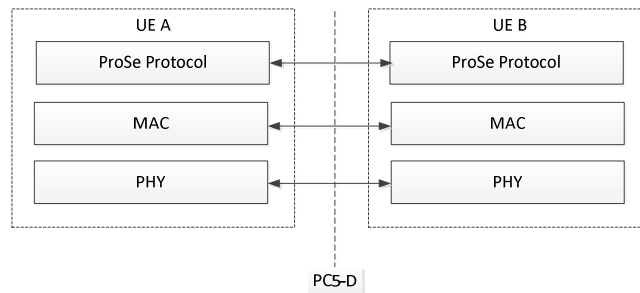 UE A
UE B
ProSe Protocol
ProSe Protocol
MAC
MAC
PHY
PHY
PC5-D